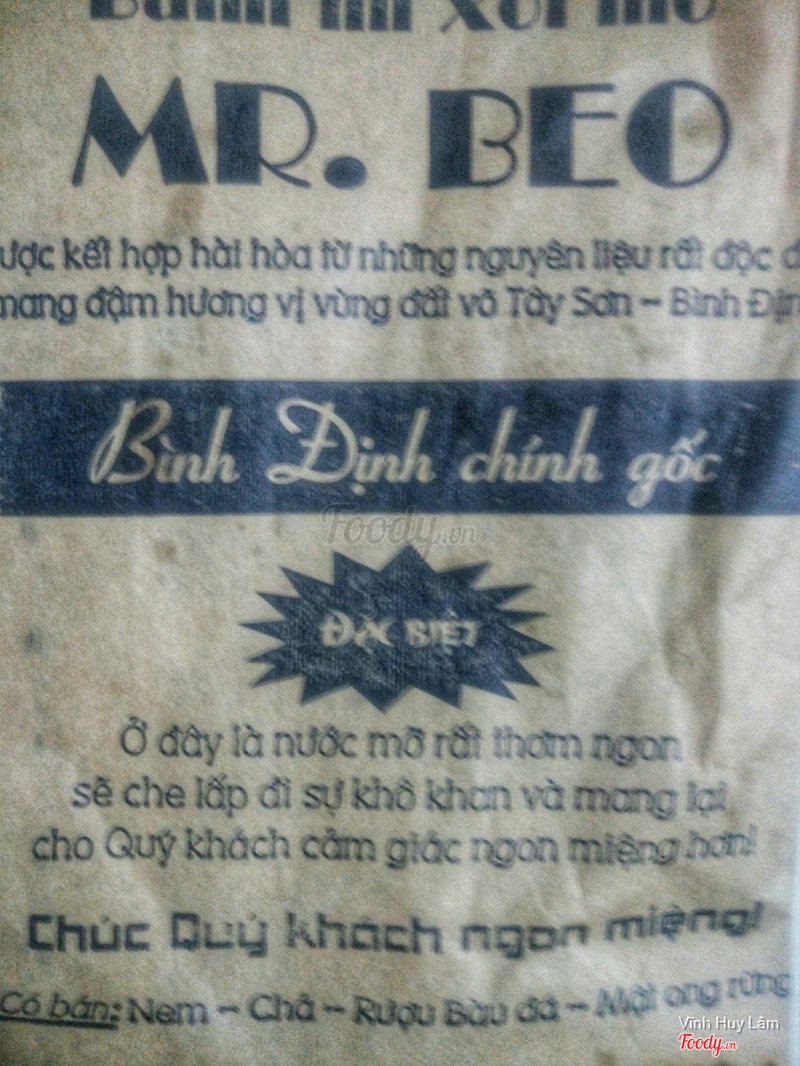 MR. BEO
ược kết hợp hài hòa từ những nguyên liệu rất độc đ
mang đậm hương vị vùng đất võ Tây Sơn – Bình Địn
Bình Định chính gốc
Foody.vn
ĐẶC BIỆT
Ở đây là nước mỡ rất thơm ngon
sẽ che lấp đi sự khô khan và mang lại
cho Quý khách cảm giác ngon miệng hơn!
Chúc Quý khách ngon miệng!
Có bán: Nem – Chả – Rượu Bàu đá – Mật ong rừng
Vĩnh Huy Lâm
Foody.vn